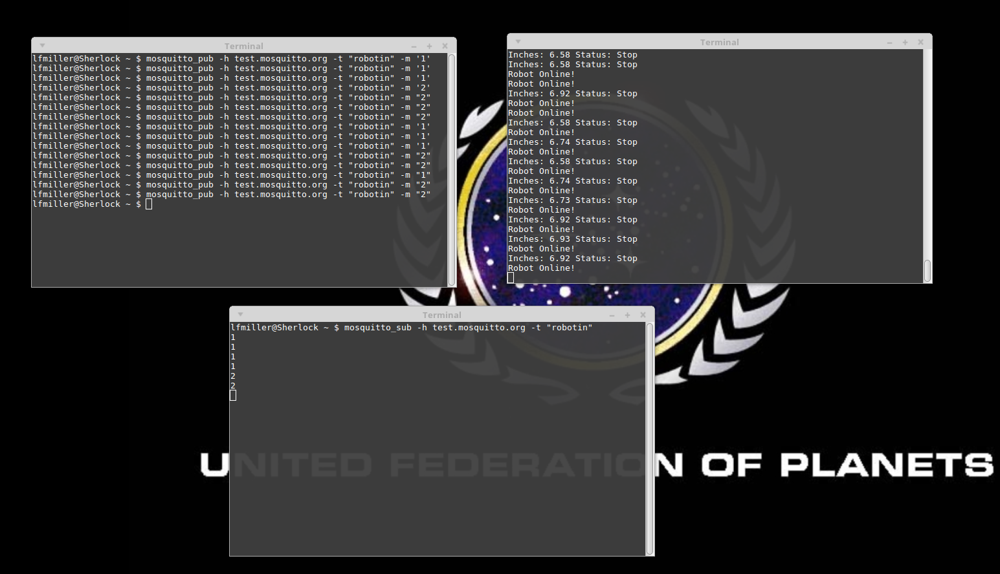 Terminal
lfmiller@Sherlock ~ $ mosquitto_pub -h test.mosquitto.org -t "robotin" -m '1'
lfmiller@Sherlock ~ $ mosquitto_pub -h test.mosquitto.org -t "robotin" -m '1'
lfmiller@Sherlock ~ $ mosquitto_pub -h test.mosquitto.org -t "robotin" -m '1'
lfmiller@Sherlock ~ $ mosquitto_pub -h test.mosquitto.org -t "robotin" -m '2'
lfmiller@Sherlock ~ $ mosquitto_pub -h test.mosquitto.org -t "robotin" -m "2"
lfmiller@Sherlock ~ $ mosquitto_pub -h test.mosquitto.org -t "robotin" -m "2"
lfmiller@Sherlock ~ $ mosquitto_pub -h test.mosquitto.org -t "robotin" -m "2"
lfmiller@Sherlock ~ $ mosquitto_pub -h test.mosquitto.org -t "robotin" -m '1'
lfmiller@Sherlock ~ $ mosquitto_pub -h test.mosquitto.org -t "robotin" -m '1'
lfmiller@Sherlock ~ $ mosquitto_pub -h test.mosquitto.org -t "robotin" -m '1'
lfmiller@Sherlock ~ $ mosquitto_pub -h test.mosquitto.org -t "robotin" -m "2"
lfmiller@Sherlock ~ $ mosquitto_pub -h test.mosquitto.org -t "robotin" -m "2"
lfmiller@Sherlock ~ $ mosquitto_pub -h test.mosquitto.org -t "robotin" -m "1"
lfmiller@Sherlock ~ $ mosquitto_pub -h test.mosquitto.org -t "robotin" -m "2"
lfmiller@Sherlock ~ $ mosquitto_pub -h test.mosquitto.org -t "robotin" -m "2"
lfmiller@Sherlock ~ $
Terminal
Inches: 6.58 Status: Stop
Inches: 6.58 Status: Stop
Robot Online!
Robot Online!
Inches: 6.92 Status: Stop
Robot Online!
Robot Online!
Inches: 6.58 Status: Stop
Robot Online!
Inches: 6.74 Status: Stop
Robot Online!
Inches: 6.58 Status: Stop
Robot Online!
Inches: 6.74 Status: Stop
Robot Online!
Inches: 6.73 Status: Stop
Robot Online!
Inches: 6.92 Status: Stop
Robot Online!
Inches: 6.93 Status: Stop
Robot Online!
Inches: 6.92 Status: Stop
Robot Online!
Terminal
lfmiller@Sherlock ~ $ mosquitto_sub -h test.mosquitto.org -t "robotin"
1
1
1
1
2
2
UNITED FEDERATION OF PLANETS